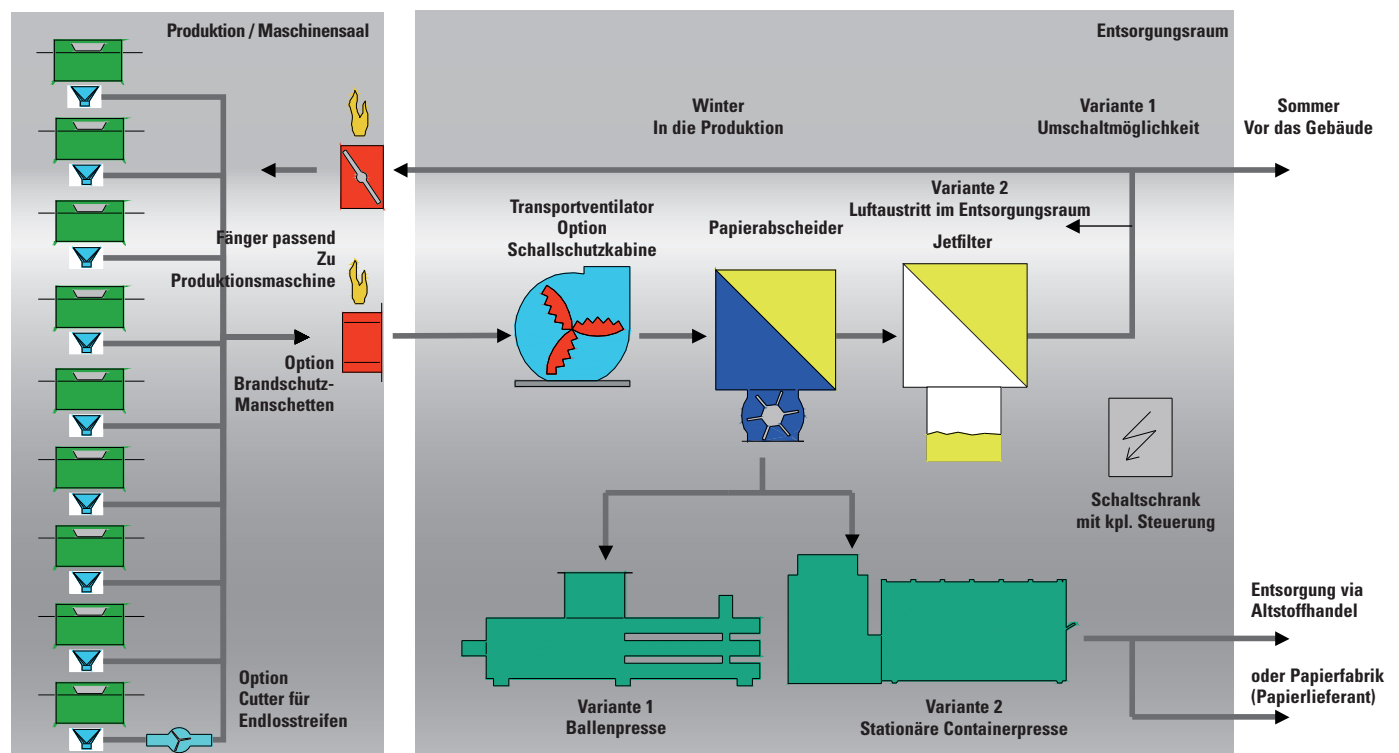 Produktion / Maschinensaal
Entsorgungsraum
Winter
In die Produktion
Variante 1
Umschaltmöglichkeit
Sommer
Vor das Gebäude
Variante 2
Luftaustritt im Entsorgungsraum
Transportventilator
Option
Schallschutzkabine
Papierabscheider
Jetfilter
Fänger passend
Zu
Produktionsmaschine
Option
Brandschutz-
Manschetten
Schaltschrank
mit kpl. Steuerung
Option
Cutter für
Endlosstreifen
Variante 1
Ballenpresse
Variante 2
Stationäre Containerpresse
Entsorgung via
Altstoffhandel
oder Papierfabrik
(Papierlieferant)